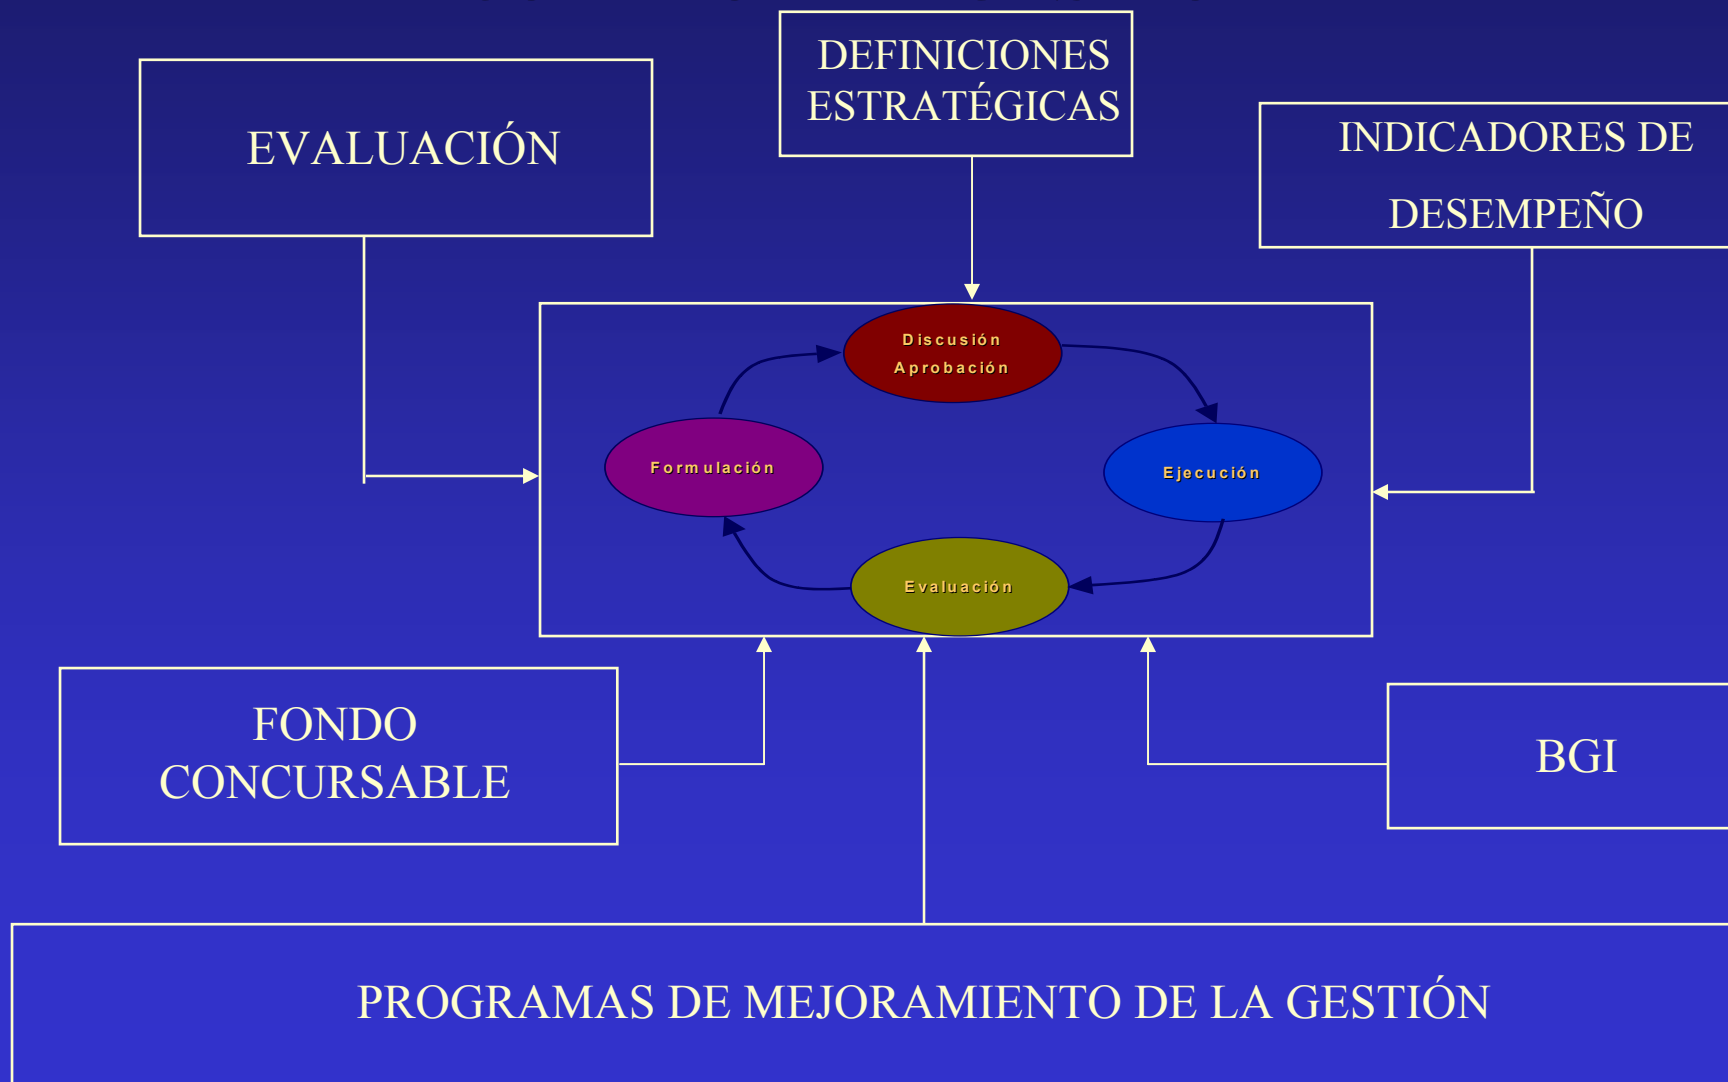 DEFINICIONES
ESTRATÉGICAS
EVALUACIÓN
INDICADORES DE
DESEMPEÑO
Discusión
Aprobación
Formulación
Ejecución
Evaluación
FONDO
CONCURSABLE
BGI
PROGRAMAS DE MEJORAMIENTO DE LA GESTIÓN